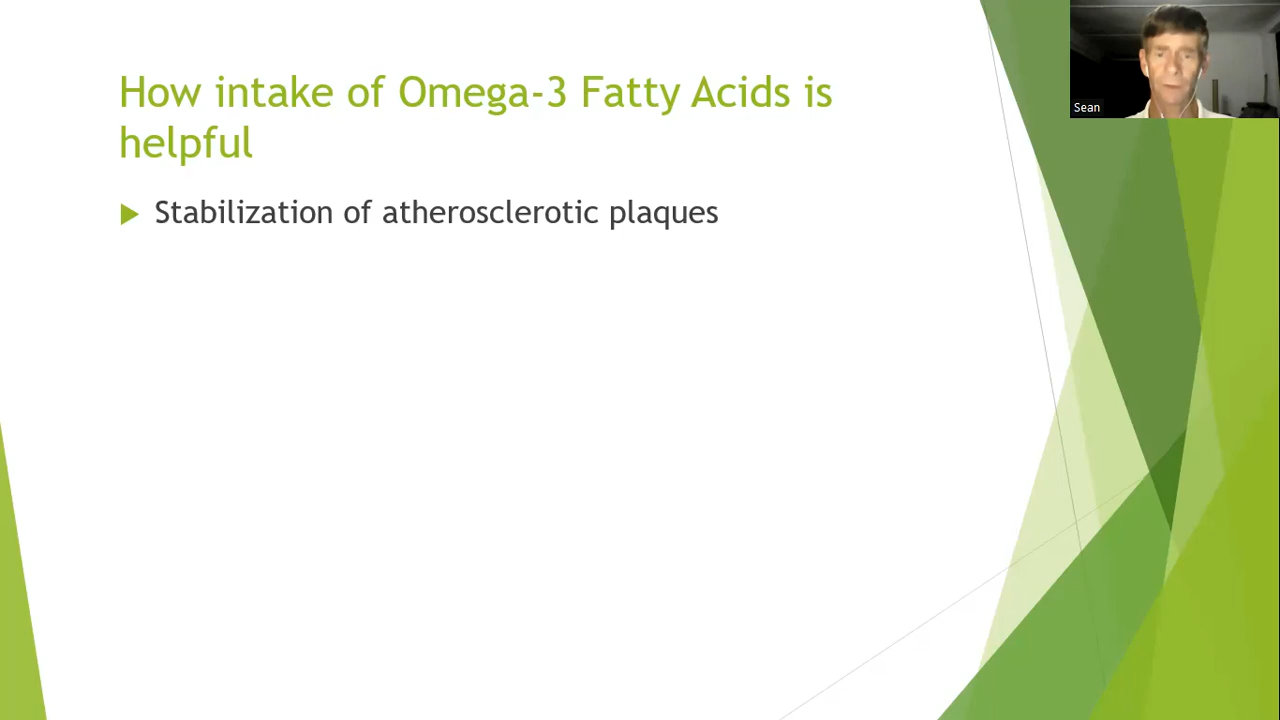 How intake of Omega-3 Fatty Acids is
helpful
Stabilization of atherosclerotic plaques
Sean